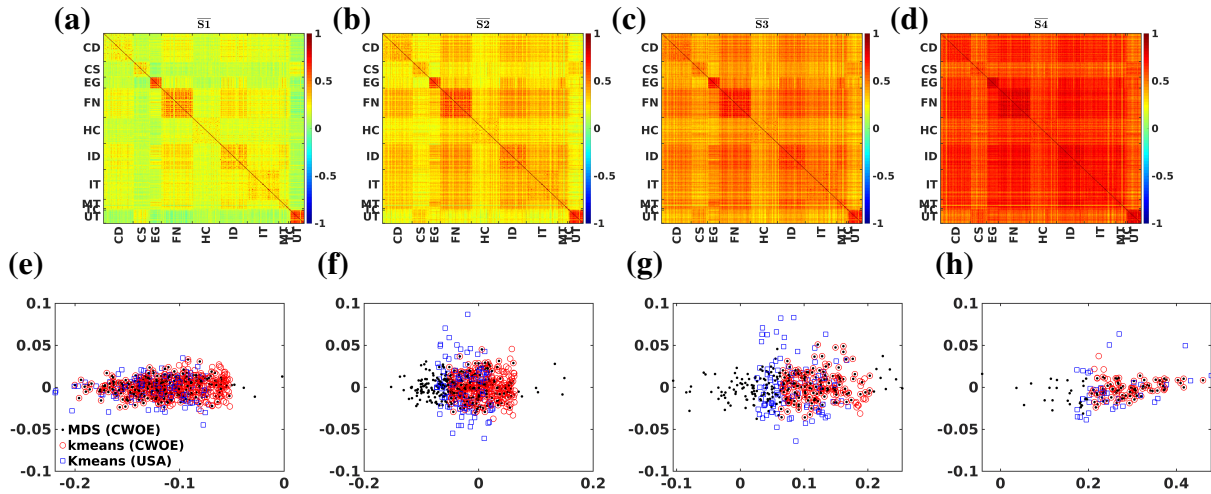 (a) S1
(b) S2
(c) S3
(d) S4
CD
CS
EG
FN
HC
ID
IT
MT
UT
CD CS EG FN HC ID IT MT UT
1
0.5
0
-0.5
-1
CD
CS
EG
FN
HC
ID
IT
MT
UT
CD CS EG FN HC ID IT MT UT
1
0.5
0
-0.5
-1
CD
CS
EG
FN
HC
ID
IT
MT
UT
CD CS EG FN HC ID IT MT UT
1
0.5
0
-0.5
-1
CD
CS
EG
FN
HC
ID
IT
MT
UT
CD CS EG FN HC ID IT MT UT
1
0.5
0
-0.5
-1
(e)
0.1
0.05
0
-0.05
-0.1
-0.2 -0.1 0
MDS (CWOE)
kmeans (CWOE)
Kmeans (USA)
(f)
0.1
0.05
0
-0.05
-0.1
-0.2 0 0.2
(g)
0.1
0.05
0
-0.05
-0.1
-0.1 0 0.1 0.2
(h)
0.1
0.05
0
-0.05
-0.1
0 0.2 0.4